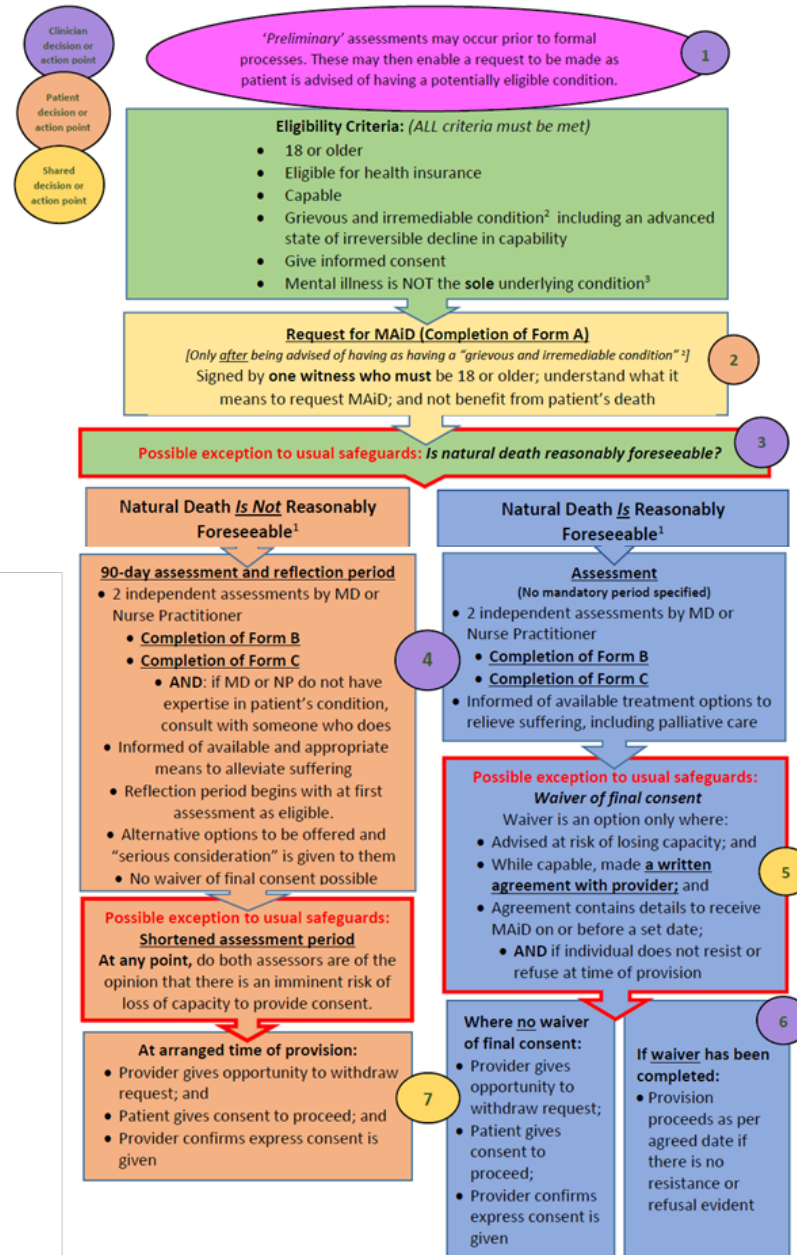 Clinician
decision or
action point
Patient
decision or
action point
Shared
decision or
action point
'Preliminary' assessments may occur prior to formal
processes. These may then enable a request to be made as
patient is advised of having a potentially eligible condition.
1
Eligibility Criteria: (ALL criteria must be met)
• 18 or older
• Eligible for health insurance
• Capable
• Grievous and irremediable condition² including an advanced
state of irreversible decline in capability
• Give informed consent
• Mental illness is NOT the sole underlying condition³
Request for MAiD (Completion of Form A)
[Only after being advised of having as having a "grievous and irremediable condition" ²]
Signed by one witness who must be 18 or older; understand what it
means to request MAiD; and not benefit from patient's death
2
Possible exception to usual safeguards: Is natural death reasonably foreseeable?
3
Natural Death Is Not Reasonably
Foreseeable¹
90-day assessment and reflection period
• 2 independent assessments by MD or
Nurse Practitioner
• Completion of Form B
• Completion of Form C
• AND: if MD or NP do not have
expertise in patient's condition,
consult with someone who does
• Informed of available and appropriate
means to alleviate suffering
• Reflection period begins with at first
assessment as eligible.
• Alternative options to be offered and
"serious consideration" is given to them
• No waiver of final consent possible
4
Possible exception to usual safeguards:
Shortened assessment period
At any point, do both assessors are of the
opinion that there is an imminent risk of
loss of capacity to provide consent.
At arranged time of provision:
• Provider gives opportunity to withdraw
request; and
• Patient gives consent to proceed; and
• Provider confirms express consent is
given
7
Natural Death Is Reasonably
Foreseeable¹
Assessment
(No mandatory period specified)
• 2 independent assessments by MD or
Nurse Practitioner
• Completion of Form B
• Completion of Form C
• Informed of available treatment options to
relieve suffering, including palliative care
Possible exception to usual safeguards:
Waiver of final consent
Waiver is an option only where:
• Advised at risk of losing capacity; and
• While capable, made a written
agreement with provider; and
• Agreement contains details to receive
MAiD on or before a set date;
• AND if individual does not resist or
refuse at time of provision
5
Where no waiver
of final consent:
• Provider gives
opportunity to
withdraw request;
• Patient gives
consent to
proceed;
• Provider confirms
express consent is
given
6
If waiver has been
completed:
• Provision
proceeds as per
agreed date if
there is no
resistance or
refusal evident